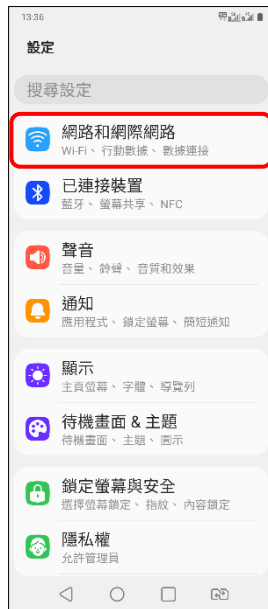 13:36
設定
搜尋設定
網路和網際網路
Wi-Fi、行動數據、數據連接
已連接裝置
藍牙、螢幕共享、NFC
聲音
音量、鈴聲、音質和效果
通知
應用程式、鎖定螢幕、簡短通知
顯示
主頁螢幕、字體、導覽列
待機畫面 & 主題
待機畫面、主題、圖示
鎖定螢幕與安全
選擇螢幕鎖定、指紋、內容鎖定
隱私權
允許管理員